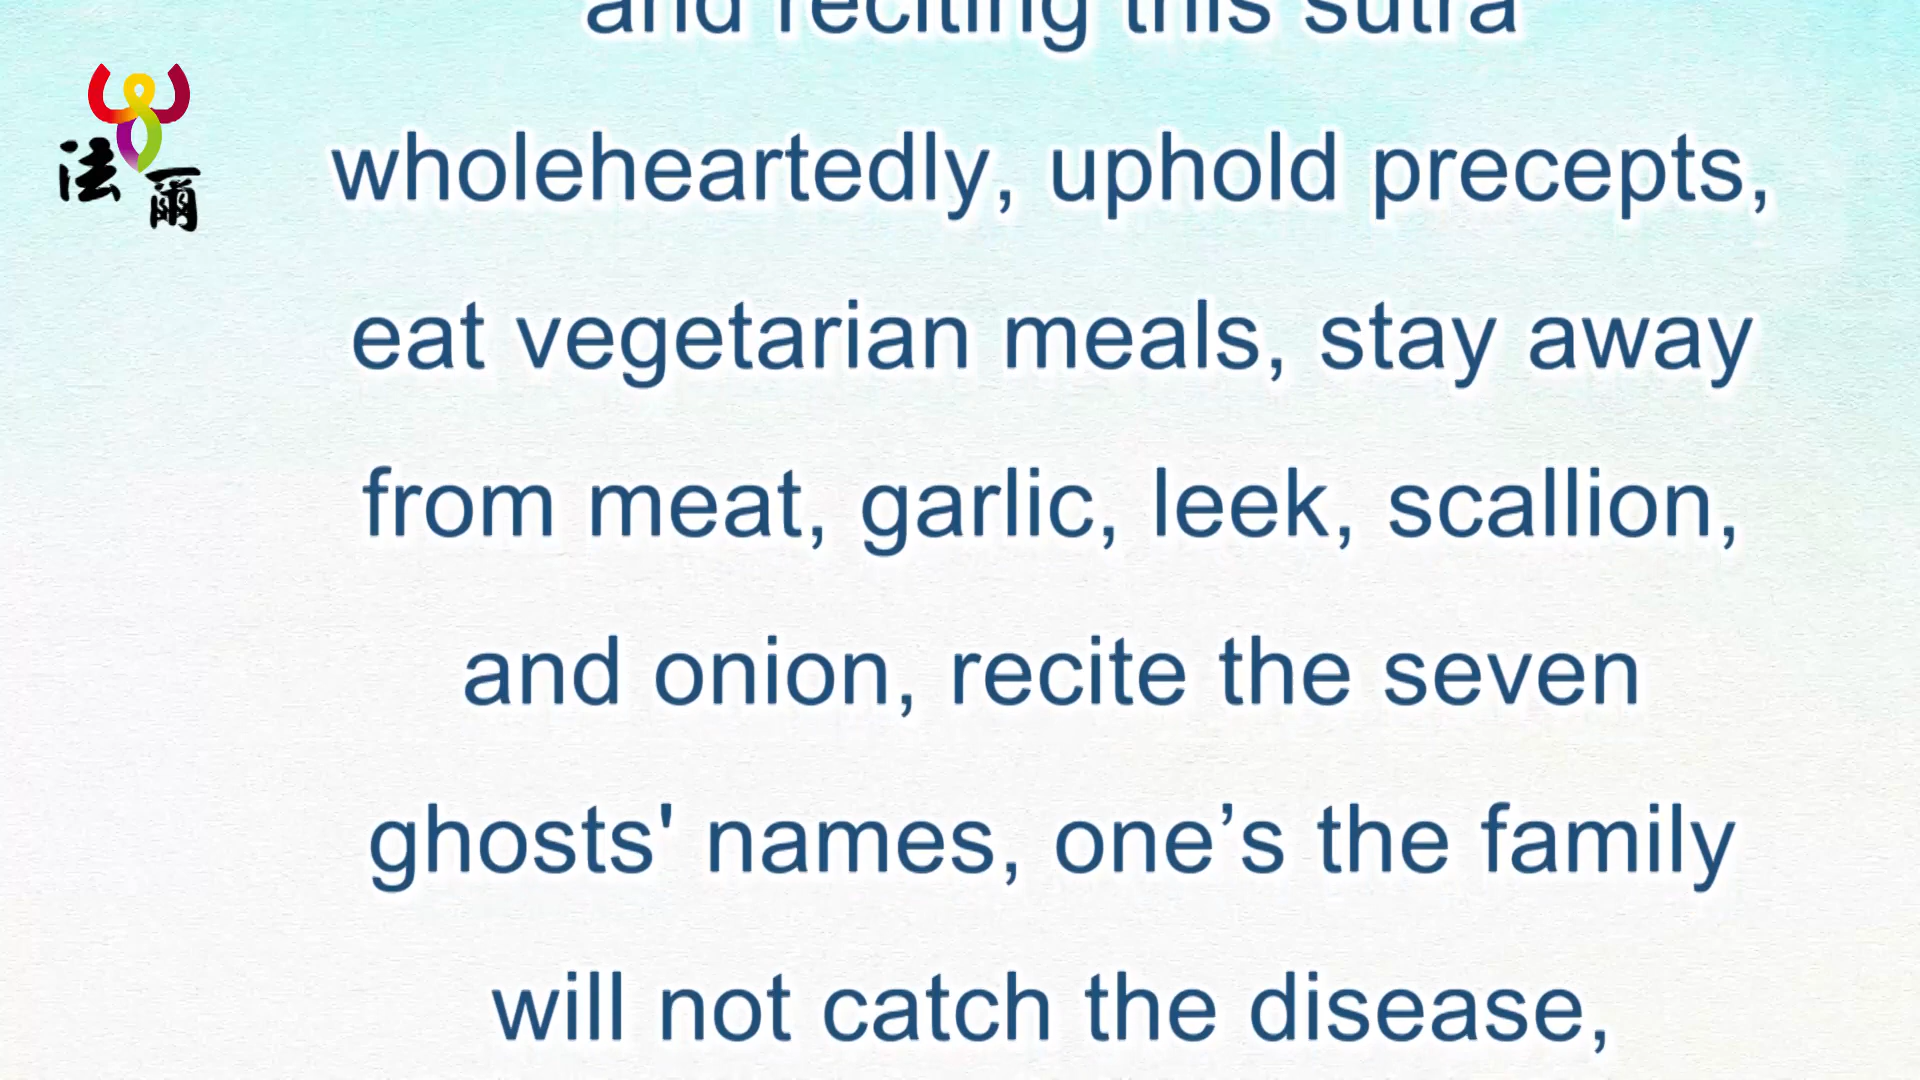 and reciting this sutra
法爾
wholeheartedly, uphold precepts,
eat vegetarian meals, stay away
from meat, garlic, leek, scallion,
and onion, recite the seven
ghosts' names, one’s the family
will not catch the disease,